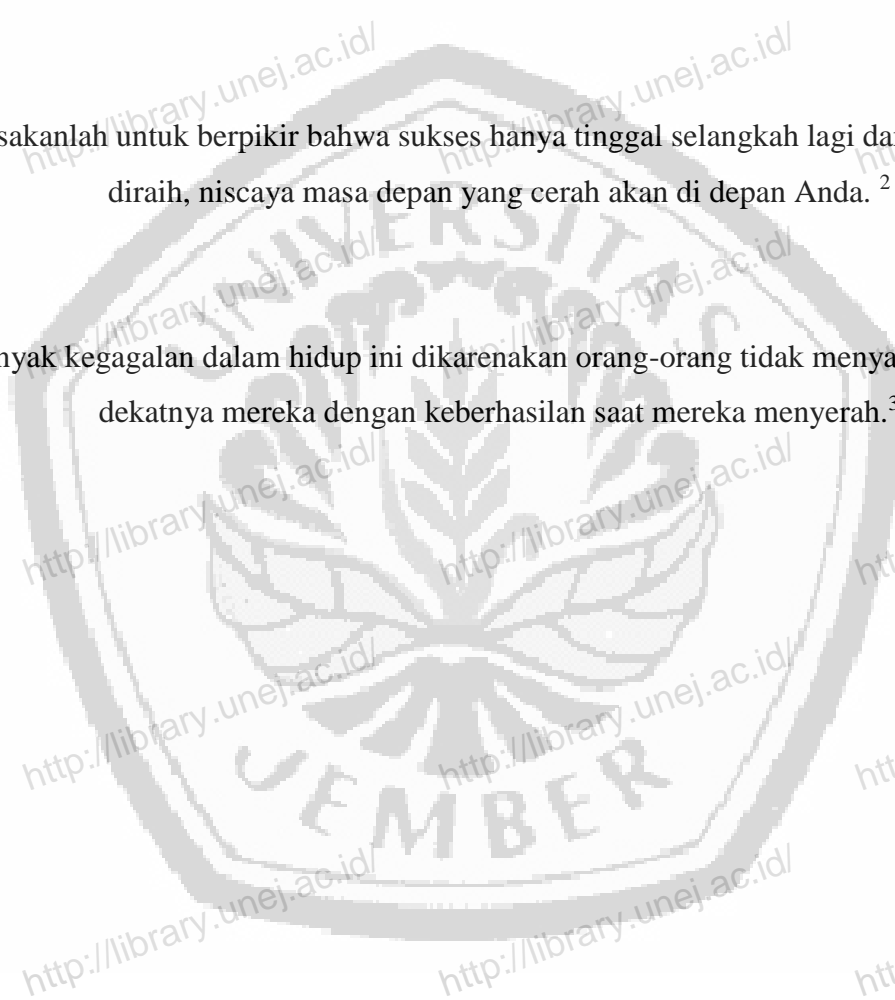 http://library.unej.ac.id/ http://library.unej.ac.id/
sakanlah untuk berpikir bahwa sukses hanya tinggal selangkah lagi dan
diraih, niscaya masa depan yang cerah akan di depan Anda. 2
UNIVERSITAS
http://library.unej.ac.id/ http://library.unej.ac.id/
nyak kegagalan dalam hidup ini dikarenakan orang-orang tidak menya
dekatnya mereka dengan keberhasilan saat mereka menyerah.3
http://library.unej.ac.id/ http://library.unej.ac.id/
http://library.unej.ac.id/ http://library.unej.ac.id/
JEMBER
http://library.unej.ac.id/ http://library.unej.ac.id/